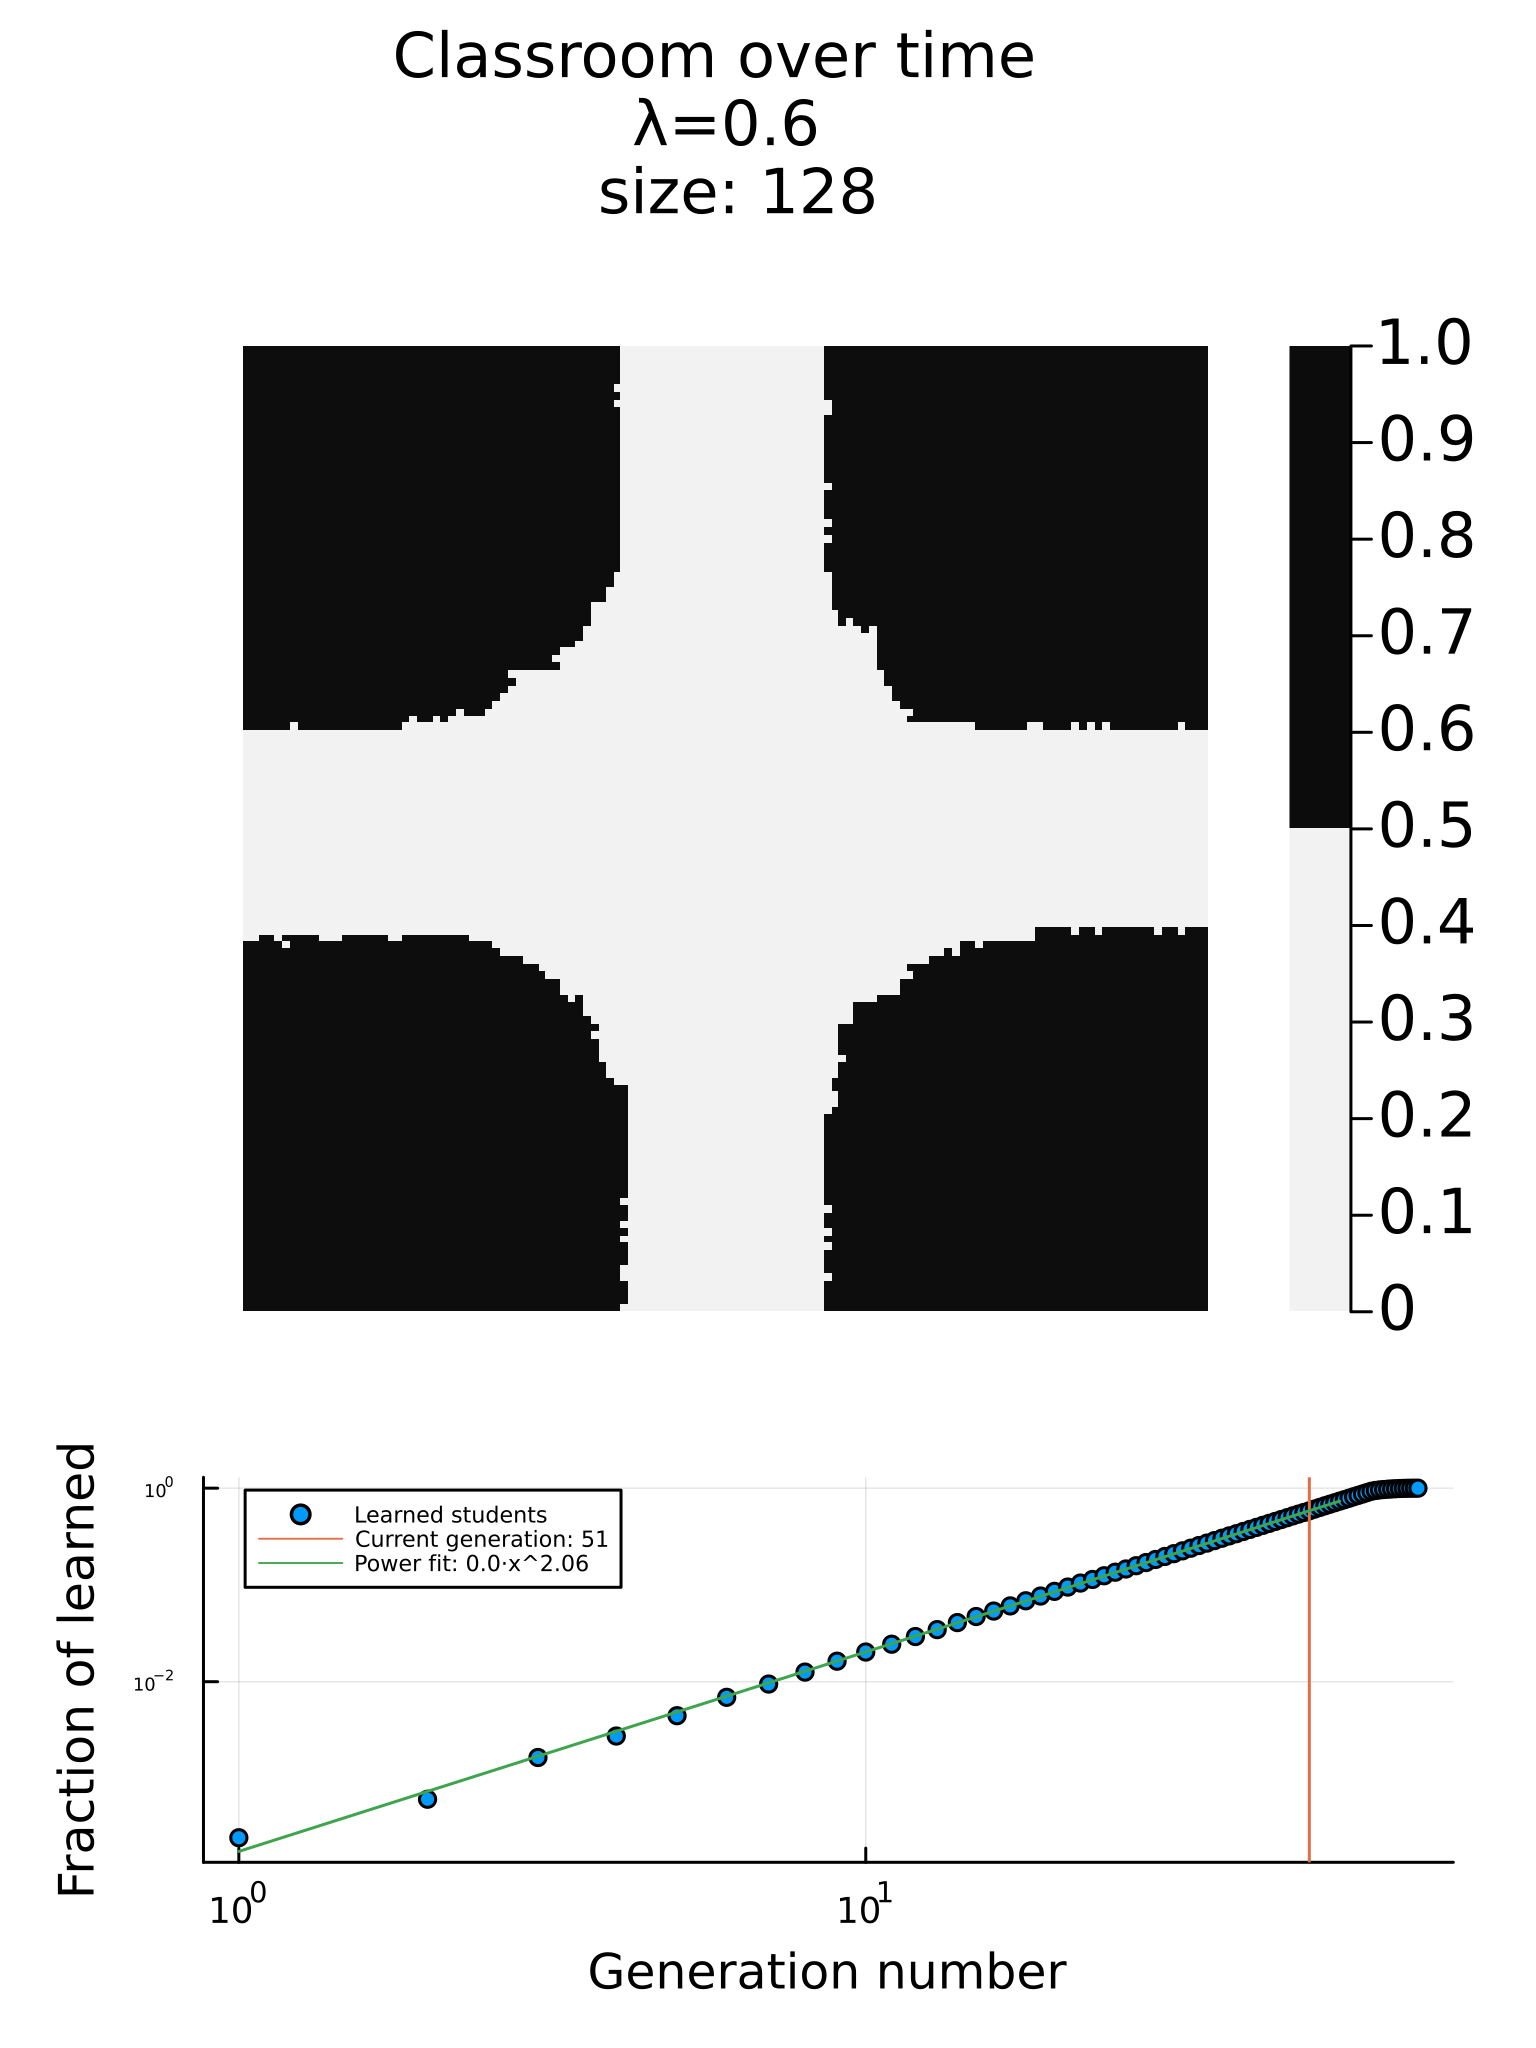 Classroom over time
λ=0.6
size: 128
1.0
0.9
0.8
0.7
0.6
0.5
0.4
0.3
0.2
0.1
0
Fraction of learned
10⁰
10⁻²
Learned students
Current generation: 51
Power fit: 0.0·x^2.06
10⁰
10¹
Generation number